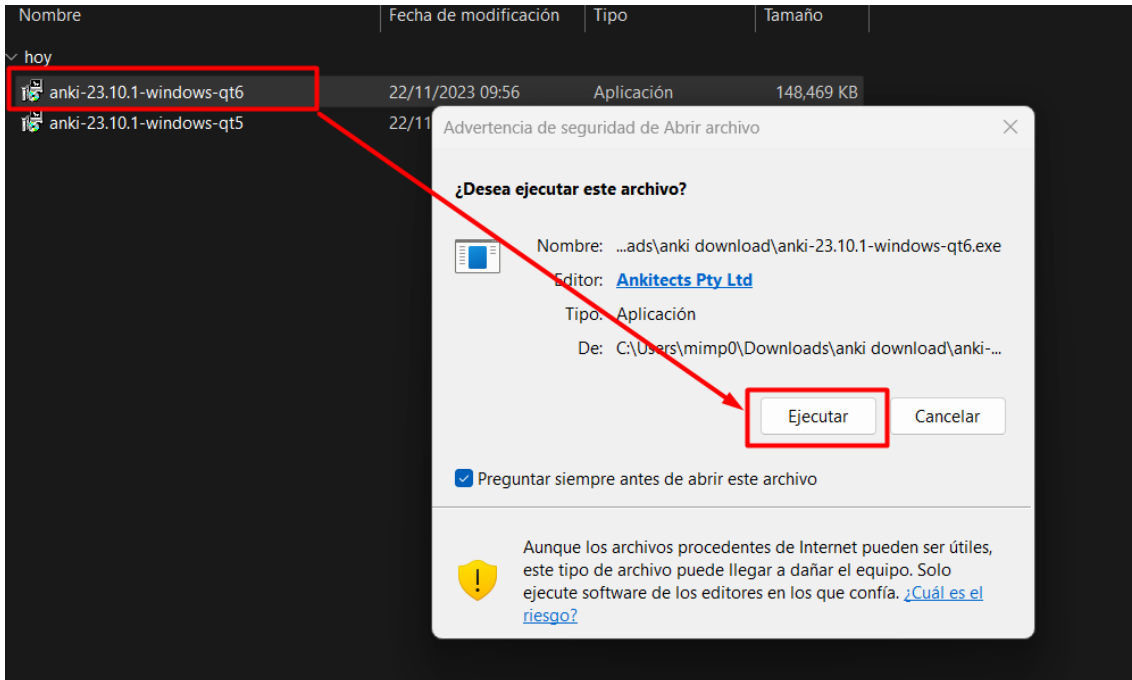 Nombre Fecha de modificación Tipo Tamaño
hoy
anki-23.10.1-windows-qt6 22/11/2023 09:56 Aplicación 148,469 KB
anki-23.10.1-windows-qt5 22/11
Advertencia de seguridad de Abrir archivo
¿Desea ejecutar este archivo?
Nombre: ...ads\anki download\anki-23.10.1-windows-qt6.exe
Editor: Ankitects Pty Ltd
Tipo: Aplicación
De: C:\Users\mimp0\Downloads\anki download\anki-...
Ejecutar Cancelar
Preguntar siempre antes de abrir este archivo
Aunque los archivos procedentes de Internet pueden ser útiles,
este tipo de archivo puede llegar a dañar el equipo. Solo
ejecute software de los editores en los que confía. ¿Cuál es el
riesgo?